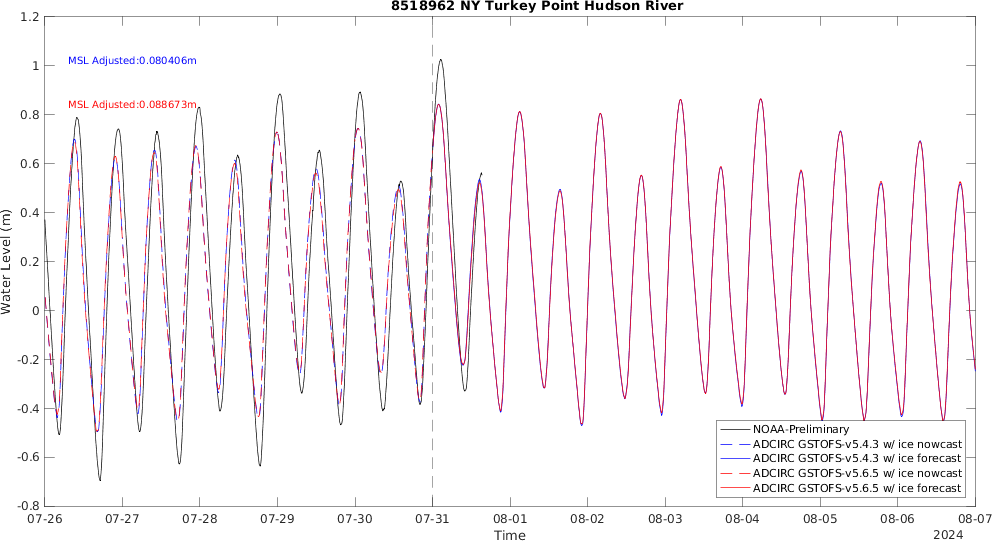 8518962 NY Turkey Point Hudson River
MSL Adjusted:0.080406m
MSL Adjusted:0.088673m
Water Level (m)
1.2
1
0.8
0.6
0.4
0.2
0
-0.2
-0.4
-0.6
-0.8
NOAA-Preliminary
ADCIRC GSTOFS-v5.4.3 w/ ice nowcast
ADCIRC GSTOFS-v5.4.3 w/ ice forecast
ADCIRC GSTOFS-v5.6.5 w/ ice nowcast
ADCIRC GSTOFS-v5.6.5 w/ ice forecast
07-26 07-27 07-28 07-29 07-30 07-31 08-01 08-02 08-03 08-04 08-05 08-06 08-07
Time
2024